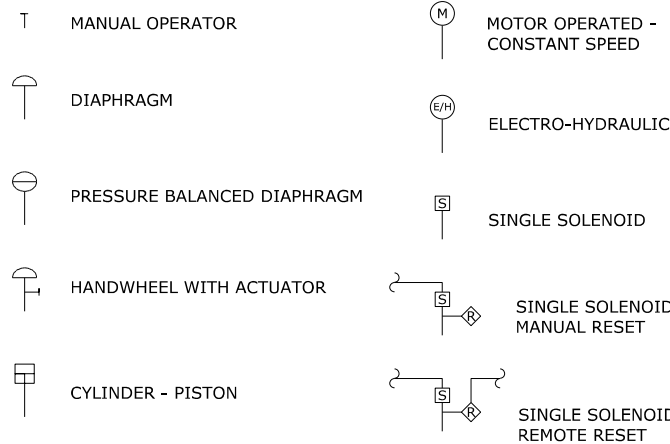 MANUAL OPERATOR
DIAPHRAGM
PRESSURE BALANCED DIAPHRAGM
HANDWHEEL WITH ACTUATOR
CYLINDER - PISTON
M
MOTOR OPERATED -
CONSTANT SPEED
E/H
ELECTRO-HYDRAULIC
S
SINGLE SOLENOID
S
R
SINGLE SOLENOID
MANUAL RESET
S
R
SINGLE SOLENOID
REMOTE RESET